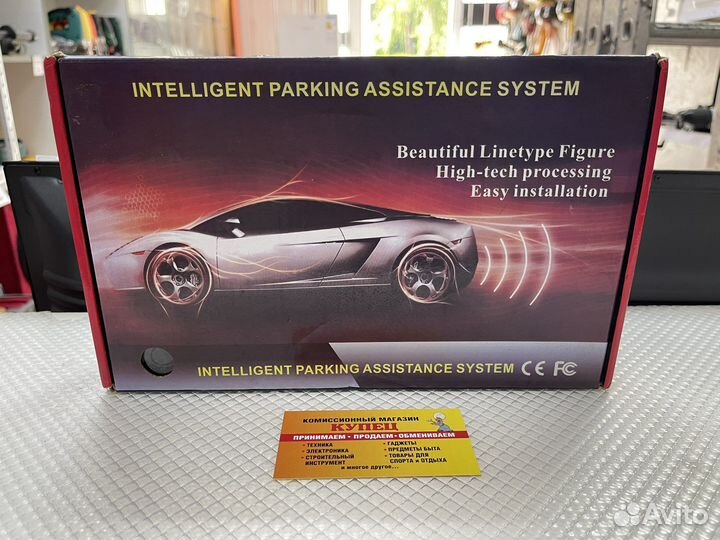 INTELLIGENT PARKING ASSISTANCE SYSTEM
Beautiful Linetype Figure
High-tech processing
Easy installation
INTELLIGENT PARKING ASSISTANCE SYSTEM CE FC
КОМИССИОННЫЙ МАГАЗИН
КУПЕЦ
ПРИНИМАЕМ • ПРОДАЕМ • ОБМЕНИВАЕМ
• ТЕХНИКА
• ЭЛЕКТРОНИКА
• СТРОИТЕЛЬНЫЙ
ИНСТРУМЕНТ
• ГАДЖЕТЫ
• ПРЕДМЕТЫ БЫТА
• ТОВАРЫ ДЛЯ
СПОРТА и ОТДЫХА
и многое другое...
Avito